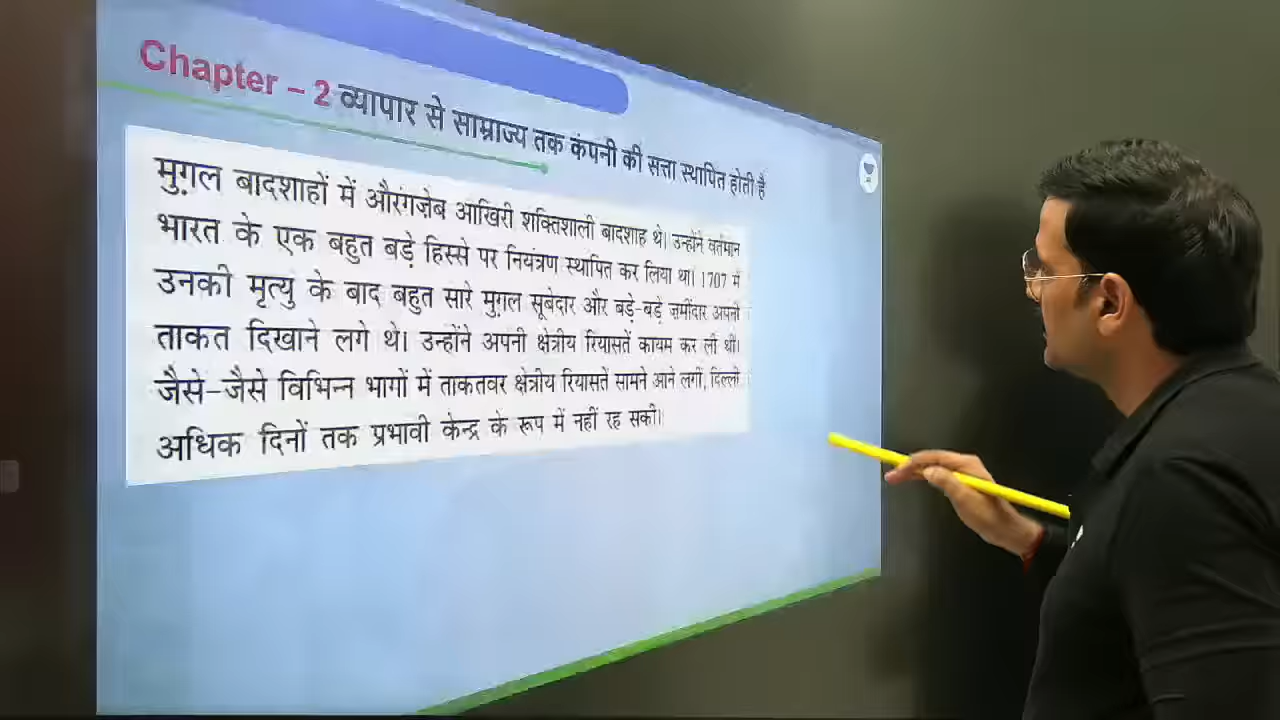 Chapter – 2 व्यापार से साम्राज्य तक कंपनी की सत्ता स्थापित होती है
मुग़ल बादशाहों में औरंगज़ेब आखिरी शक्तिशाली बादशाह थे। उन्होंने वर्तमान
भारत के एक बहुत बड़े हिस्से पर नियंत्रण स्थापित कर लिया था। 1707 में
उनकी मृत्यु के बाद बहुत सारे मुग़ल सूबेदार और बड़े-बड़े ज़मींदार अपनी
ताकत दिखाने लगे थे। उन्होंने अपनी क्षेत्रीय रियासतें कायम कर ली थीं।
जैसे-जैसे विभिन्न भागों में ताकतवर क्षेत्रीय रियासतें सामने आने लगीं, दिल्ली
अधिक दिनों तक प्रभावी केन्द्र के रूप में नहीं रह सकी।